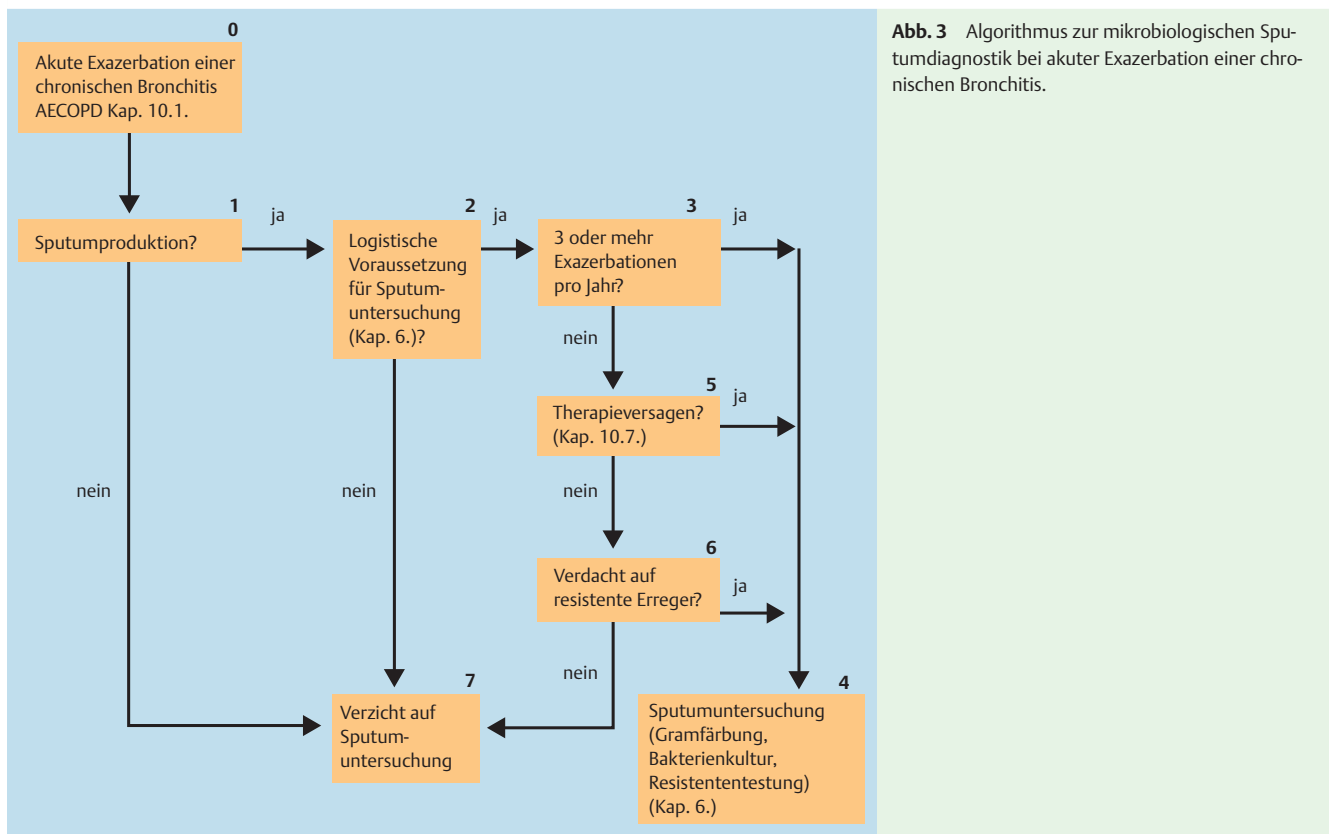 0
Akute Exazerbation einer
chronischen Bronchitis
AECOPD Kap. 10.1.
1
Sputumproduktion?
ja
2
Logistische
Voraussetzung
für Sputum-
untersuchung
(Kap. 6.)?
ja
3
3 oder mehr
Exazerbationen
pro Jahr?
ja
nein
5
Therapieversagen?
(Kap. 10.7.)
ja
nein
nein
nein
6
Verdacht auf
resistente Erreger?
ja
nein
7
Verzicht auf
Sputum-
untersuchung
4
Sputumuntersuchung
(Gramfärbung,
Bakterienkultur,
Resistententestung)
(Kap. 6.)
Abb. 3 Algorithmus zur mikrobiologischen Spu-
tumdiagnostik bei akuter Exazerbation einer chro-
nischen Bronchitis.